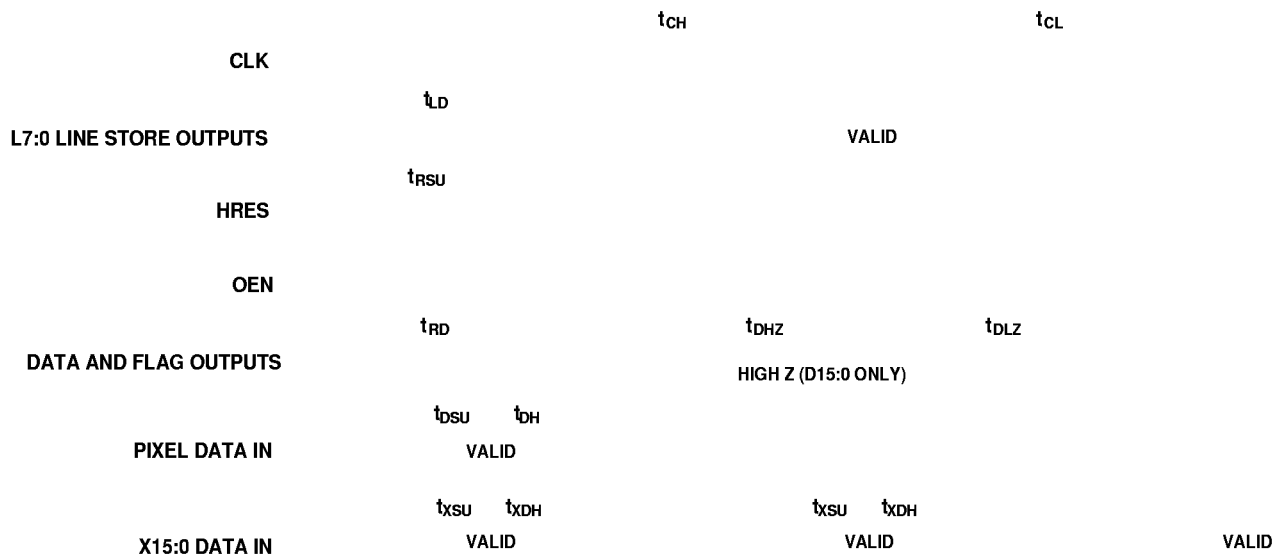 tCH tCL
CLK
tLD
L7:0 LINE STORE OUTPUTS VALID
tRSU
HRES
OEN
tRD tDHZ tDLZ
DATA AND FLAG OUTPUTS
HIGH Z (D15:0 ONLY)
tDSU tDH
PIXEL DATA IN VALID
tXSU tXDH tXSU tXDH
X15:0 DATA IN VALID VALID VALID